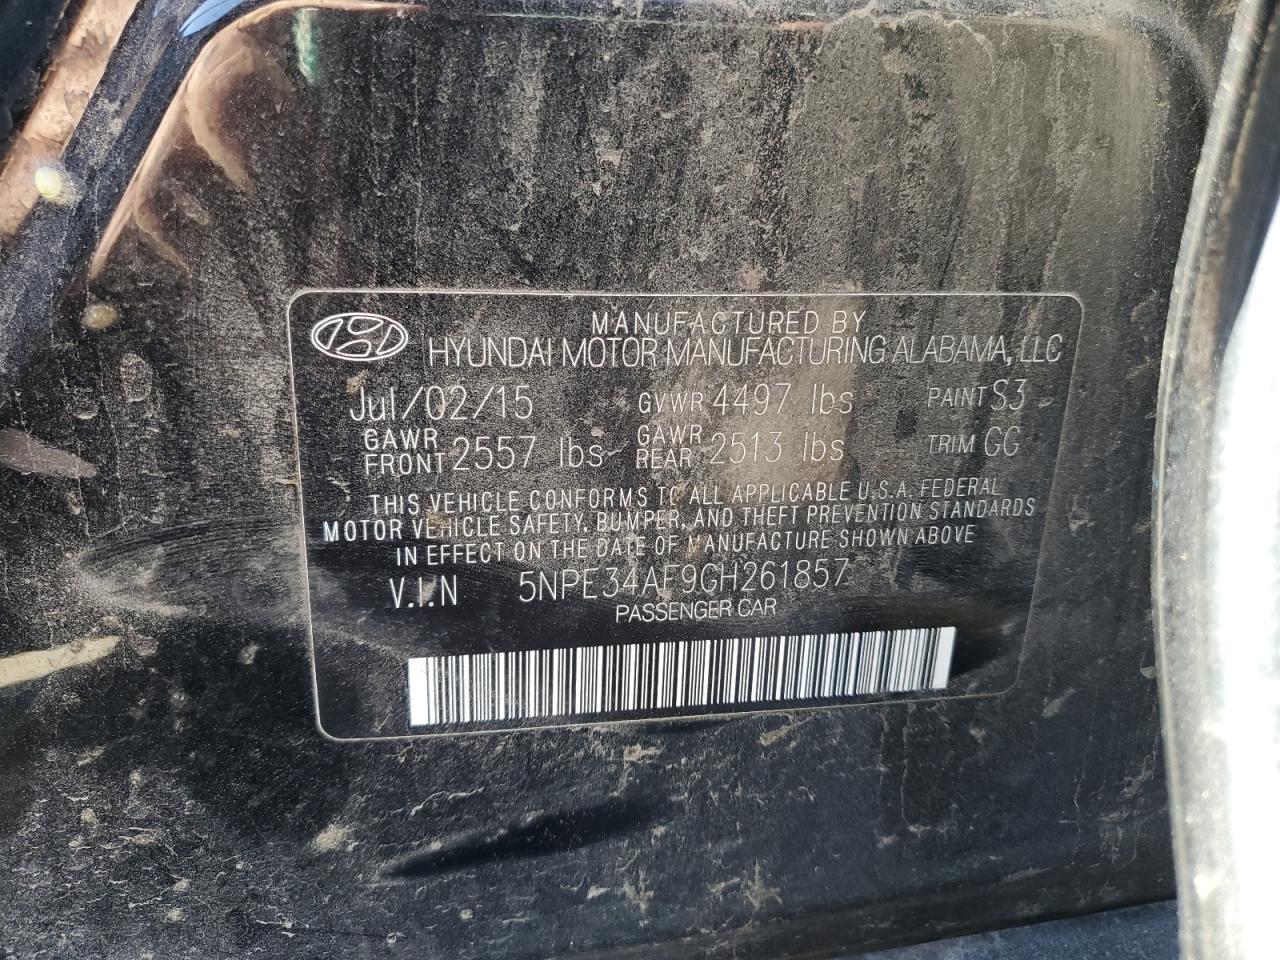 MANUFACTURED BY
HYUNDAI MOTOR MANUFACTURING ALABAMA, LLC
Jul/02/15 GVWR 4497 lbs PAINT S3
GAWR FRONT 2557 lbs GAWR REAR 2513 lbs TRIM CG
THIS VEHICLE CONFORMS TO ALL APPLICABLE U.S.A. FEDERAL
MOTOR VEHICLE SAFETY, BUMPER, AND THEFT PREVENTION STANDARDS
IN EFFECT ON THE DATE OF MANUFACTURE SHOWN ABOVE
V.I.N 5NPE34AF9GH261857
PASSENGER CAR